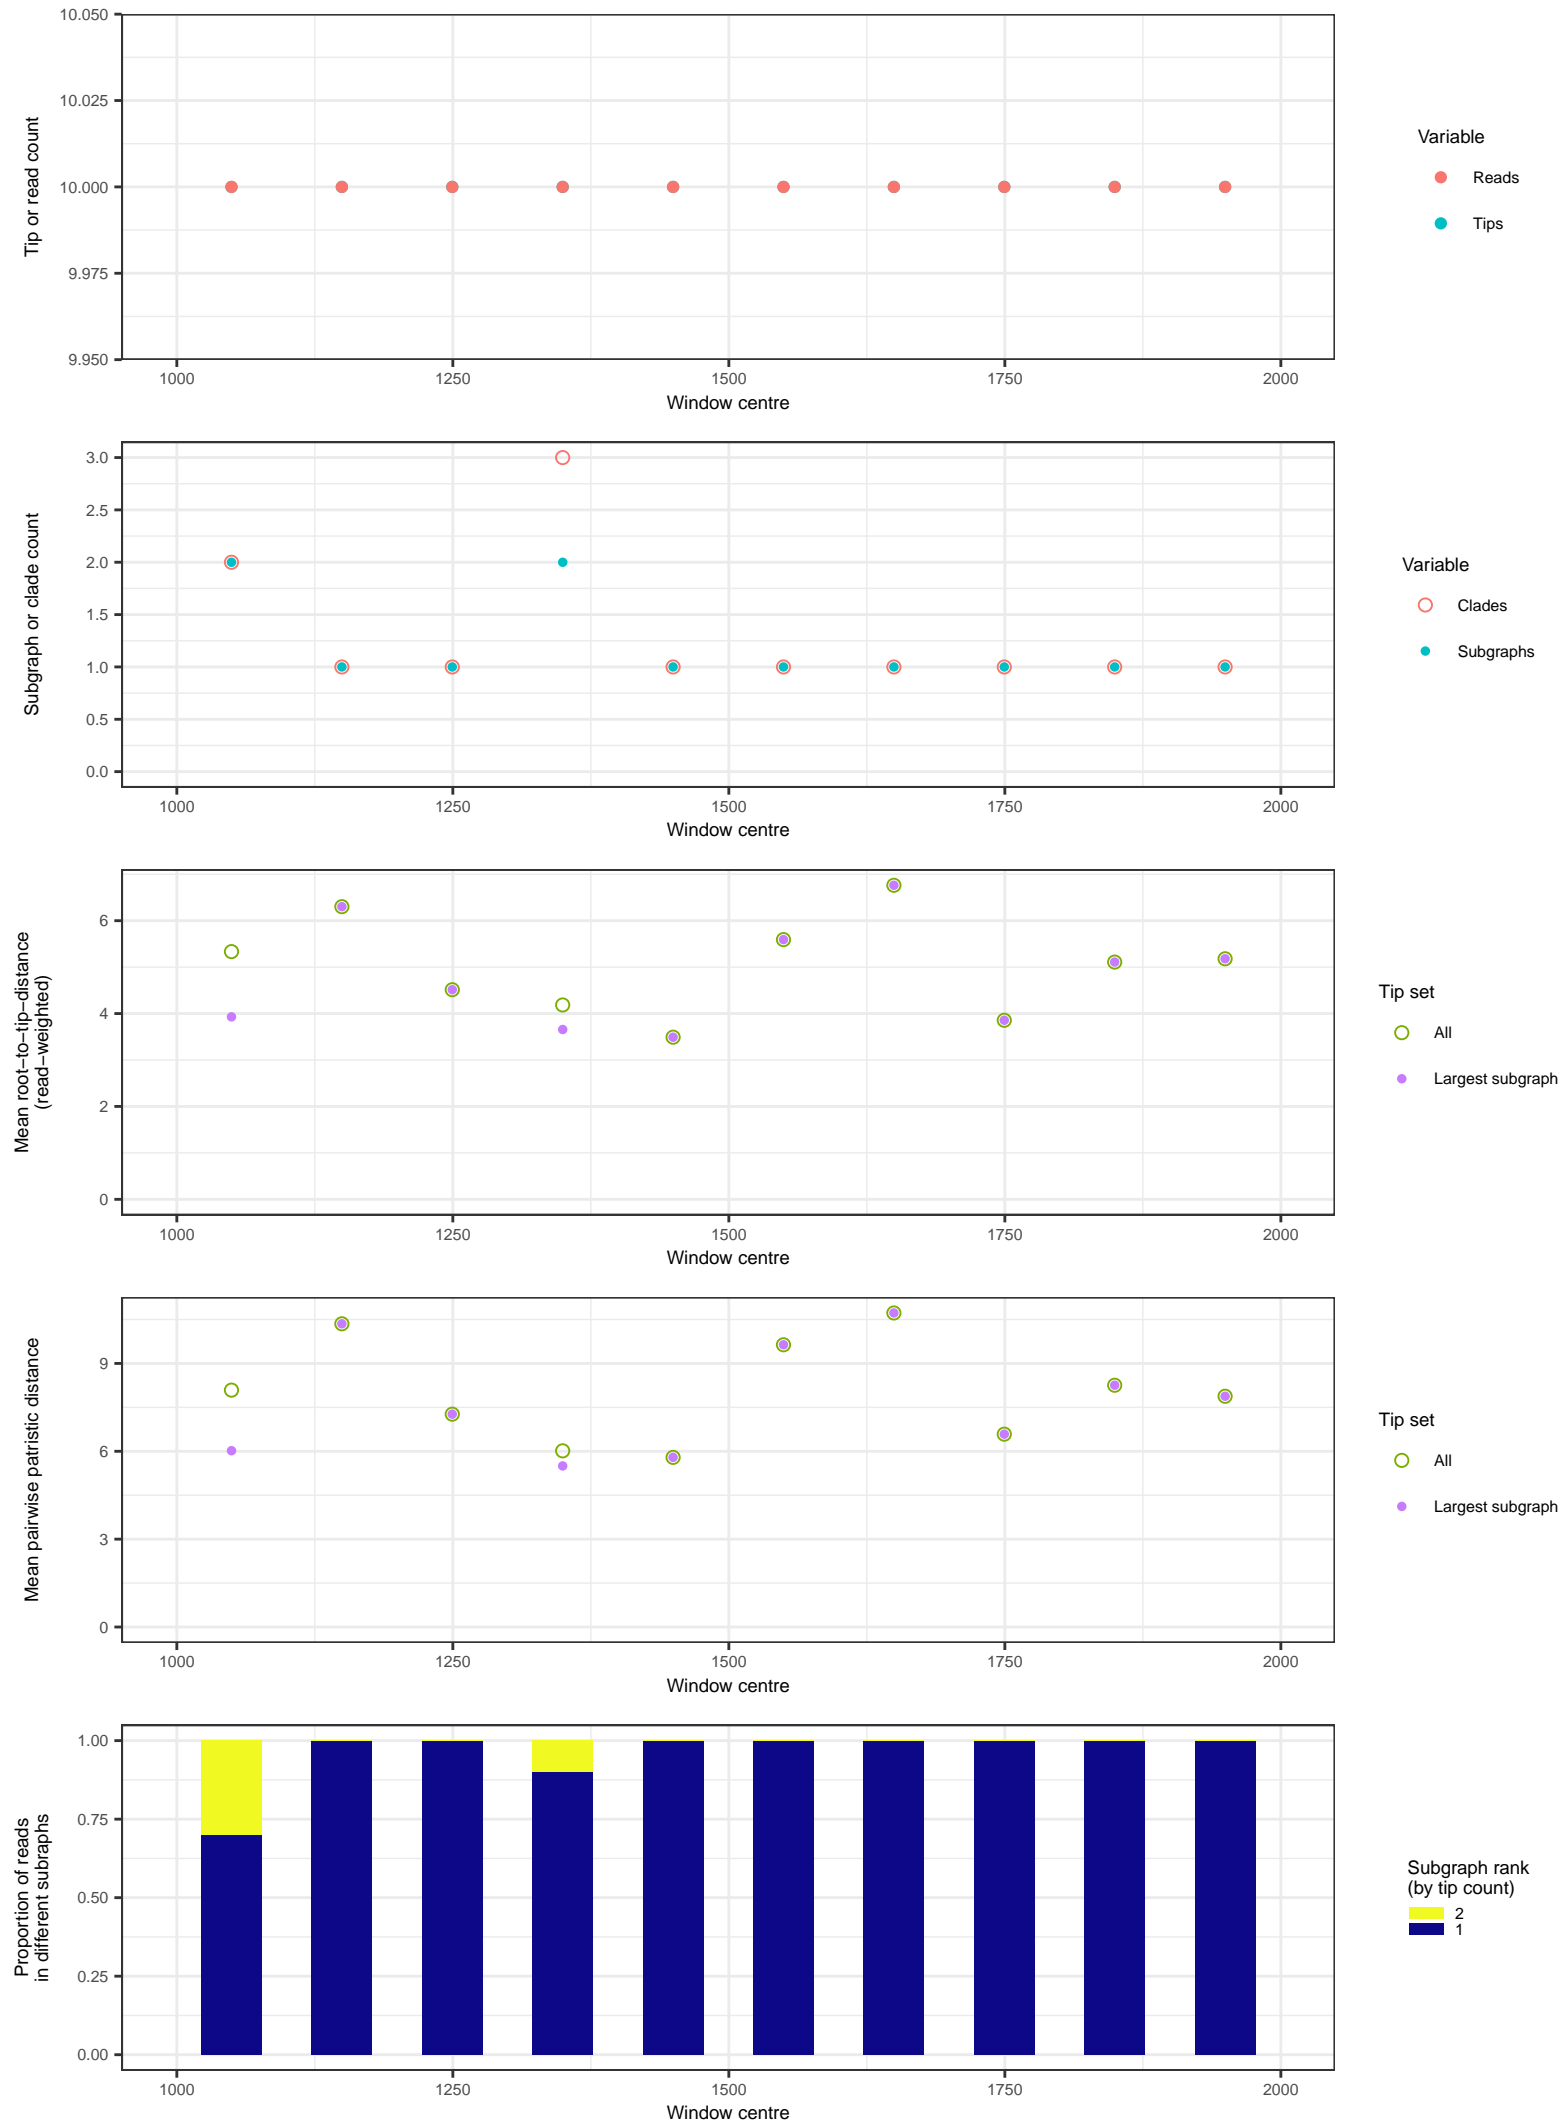 10.050
10.025
10.000
9.975
9.950
Tip or read count
1000 1250 1500 1750 2000
Window centre
Variable
Reads
Tips
3.0
2.5
2.0
1.5
1.0
0.5
0.0
Subgraph or clade count
1000 1250 1500 1750 2000
Window centre
Variable
Clades
Subgraphs
6
4
2
0
Mean root−to−tip−distance
(read−weighted)
1000 1250 1500 1750 2000
Window centre
Tip set
All
Largest subgraph
9
6
3
0
Mean pairwise patristic distance
1000 1250 1500 1750 2000
Window centre
Tip set
All
Largest subgraph
1.00
0.75
0.50
0.25
0.00
Proportion of reads
in different subraphs
1000 1250 1500 1750 2000
Window centre
Subgraph rank
(by tip count)
2
1